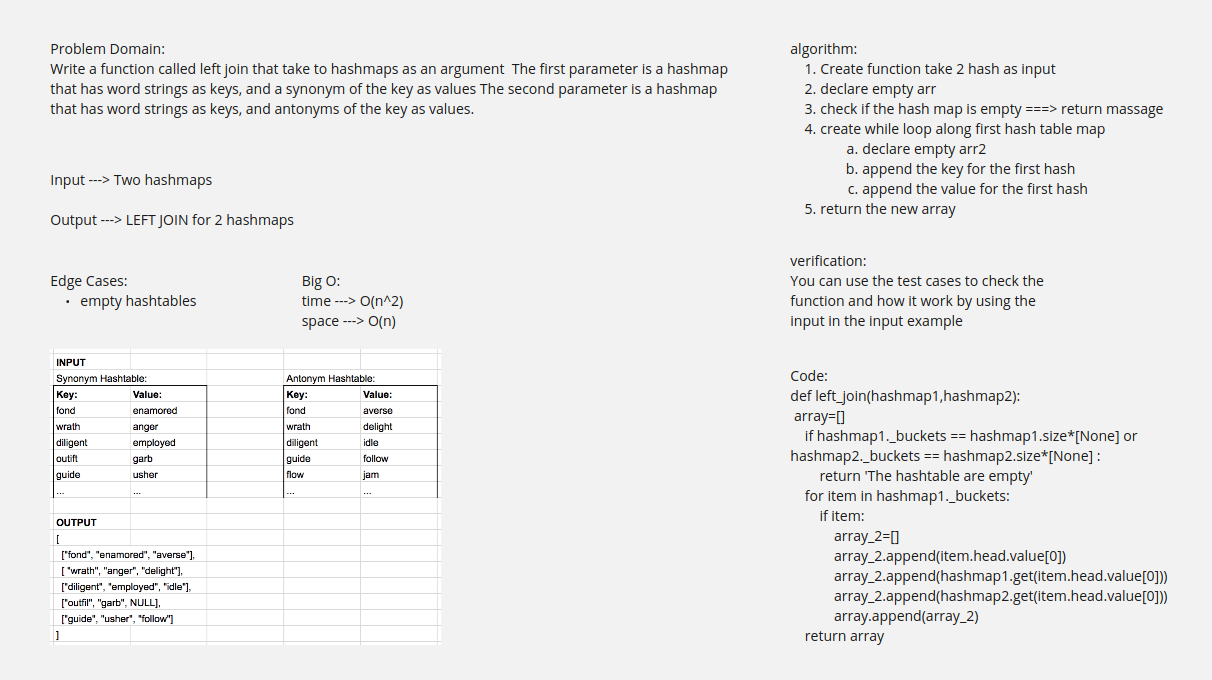 Problem Domain:
Write a function called left join that take to hashmaps as an argument  The first parameter is a hashmap
that has word strings as keys, and a synonym of the key as values The second parameter is a hashmap
that has word strings as keys, and antonyms of the key as values.
Input ---> Two hashmaps
Output ---> LEFT JOIN for 2 hashmaps
Edge Cases:
• empty hashtables
Big O:
time ---> O(n^2)
space ---> O(n)
INPUT
Synonym Hashtable: Antonym Hashtable:
Key: Value: Key: Value:
fond enamored fond averse
wrath anger wrath delight
diligent employed diligent idle
outift garb guide follow
guide usher flow jam
... ... ... ...
OUTPUT
[
["fond", "enamored", "averse"],
[ "wrath", "anger", "delight"],
["diligent", "employed", "idle"],
["outfil", "garb", NULL],
["guide", "usher", "follow"]
]
algorithm:
1. Create function take 2 hash as input
2. declare empty arr
3. check if the hash map is empty ===> return massage
4. create while loop along first hash table map
a. declare empty arr2
b. append the key for the first hash
c. append the value for the first hash
5. return the new array
verification:
You can use the test cases to check the
function and how it work by using the
input in the input example
Code:
def left_join(hashmap1,hashmap2):
array=[]
if hashmap1._buckets == hashmap1.size*[None] or
hashmap2._buckets == hashmap2.size*[None] :
return 'The hashtable are empty'
for item in hashmap1._buckets:
if item:
array_2=[]
array_2.append(item.head.value[0])
array_2.append(hashmap1.get(item.head.value[0]))
array_2.append(hashmap2.get(item.head.value[0]))
array.append(array_2)
return array